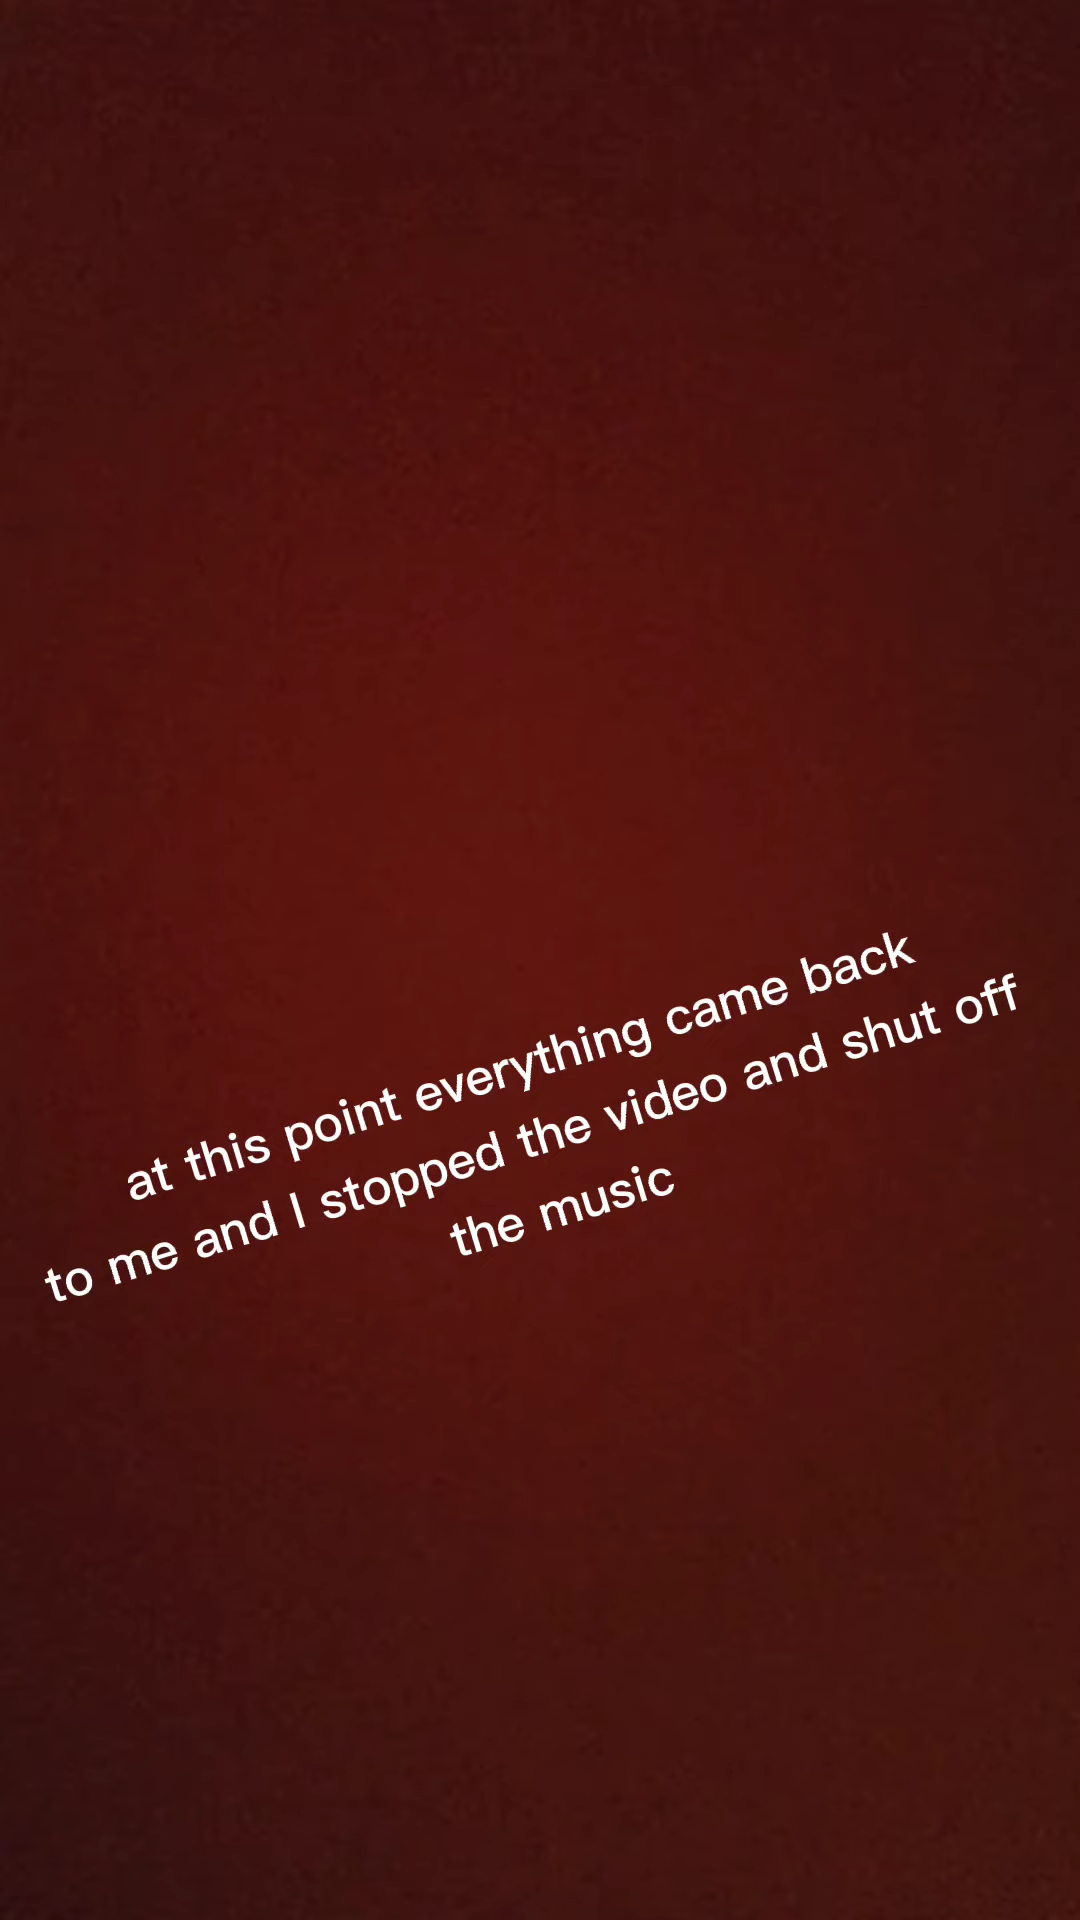 at this point everything came back
to me and I stopped the video and shut off
the music